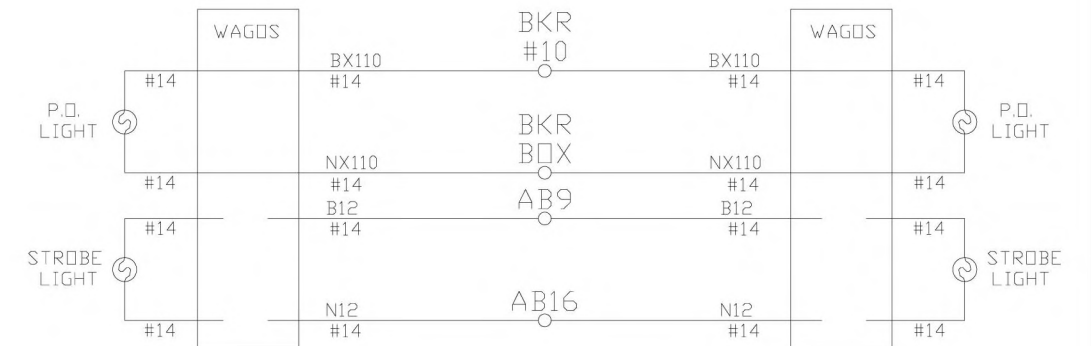 WAGOS
BKR
#10
WAGOS
BX110
BX110
#14
#14
#14
#14
P.O.
LIGHT
P.O.
LIGHT
BKR
BOX
NX110
NX110
#14
#14
#14
#14
AB9
B12
B12
#14
#14
#14
#14
STROBE
LIGHT
STROBE
LIGHT
AB16
N12
N12
#14
#14
#14
#14